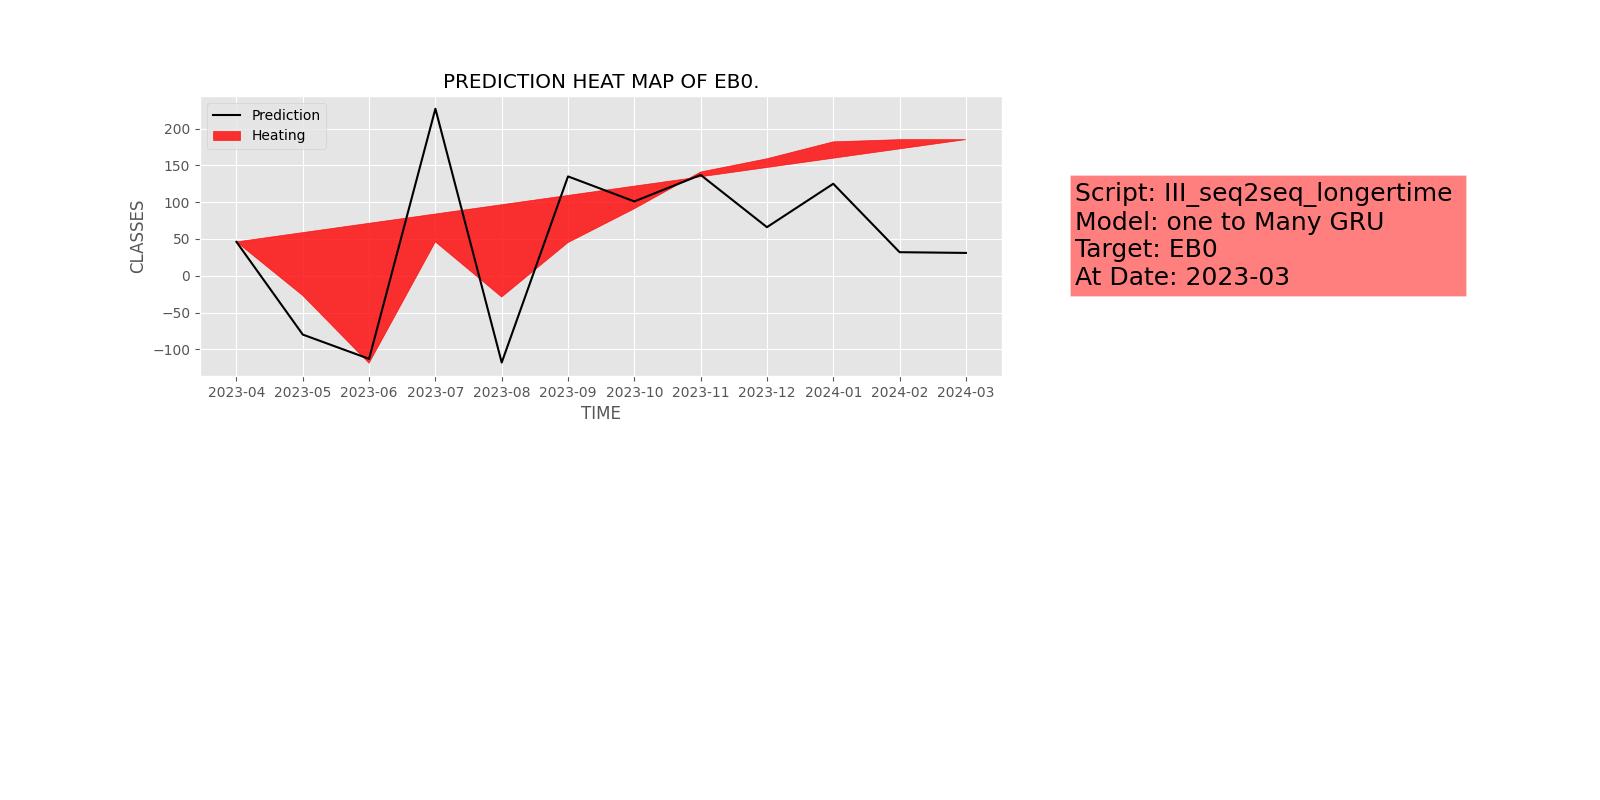 PREDICTION HEAT MAP OF EB0.
Prediction
Heating
CLASSES
200
150
100
50
0
−50
−100
2023-04 2023-05 2023-06 2023-07 2023-08 2023-09 2023-10 2023-11 2023-12 2024-01 2024-02 2024-03
TIME
Script: III_seq2seq_longertime
Model: one to Many GRU
Target: EB0
At Date: 2023-03